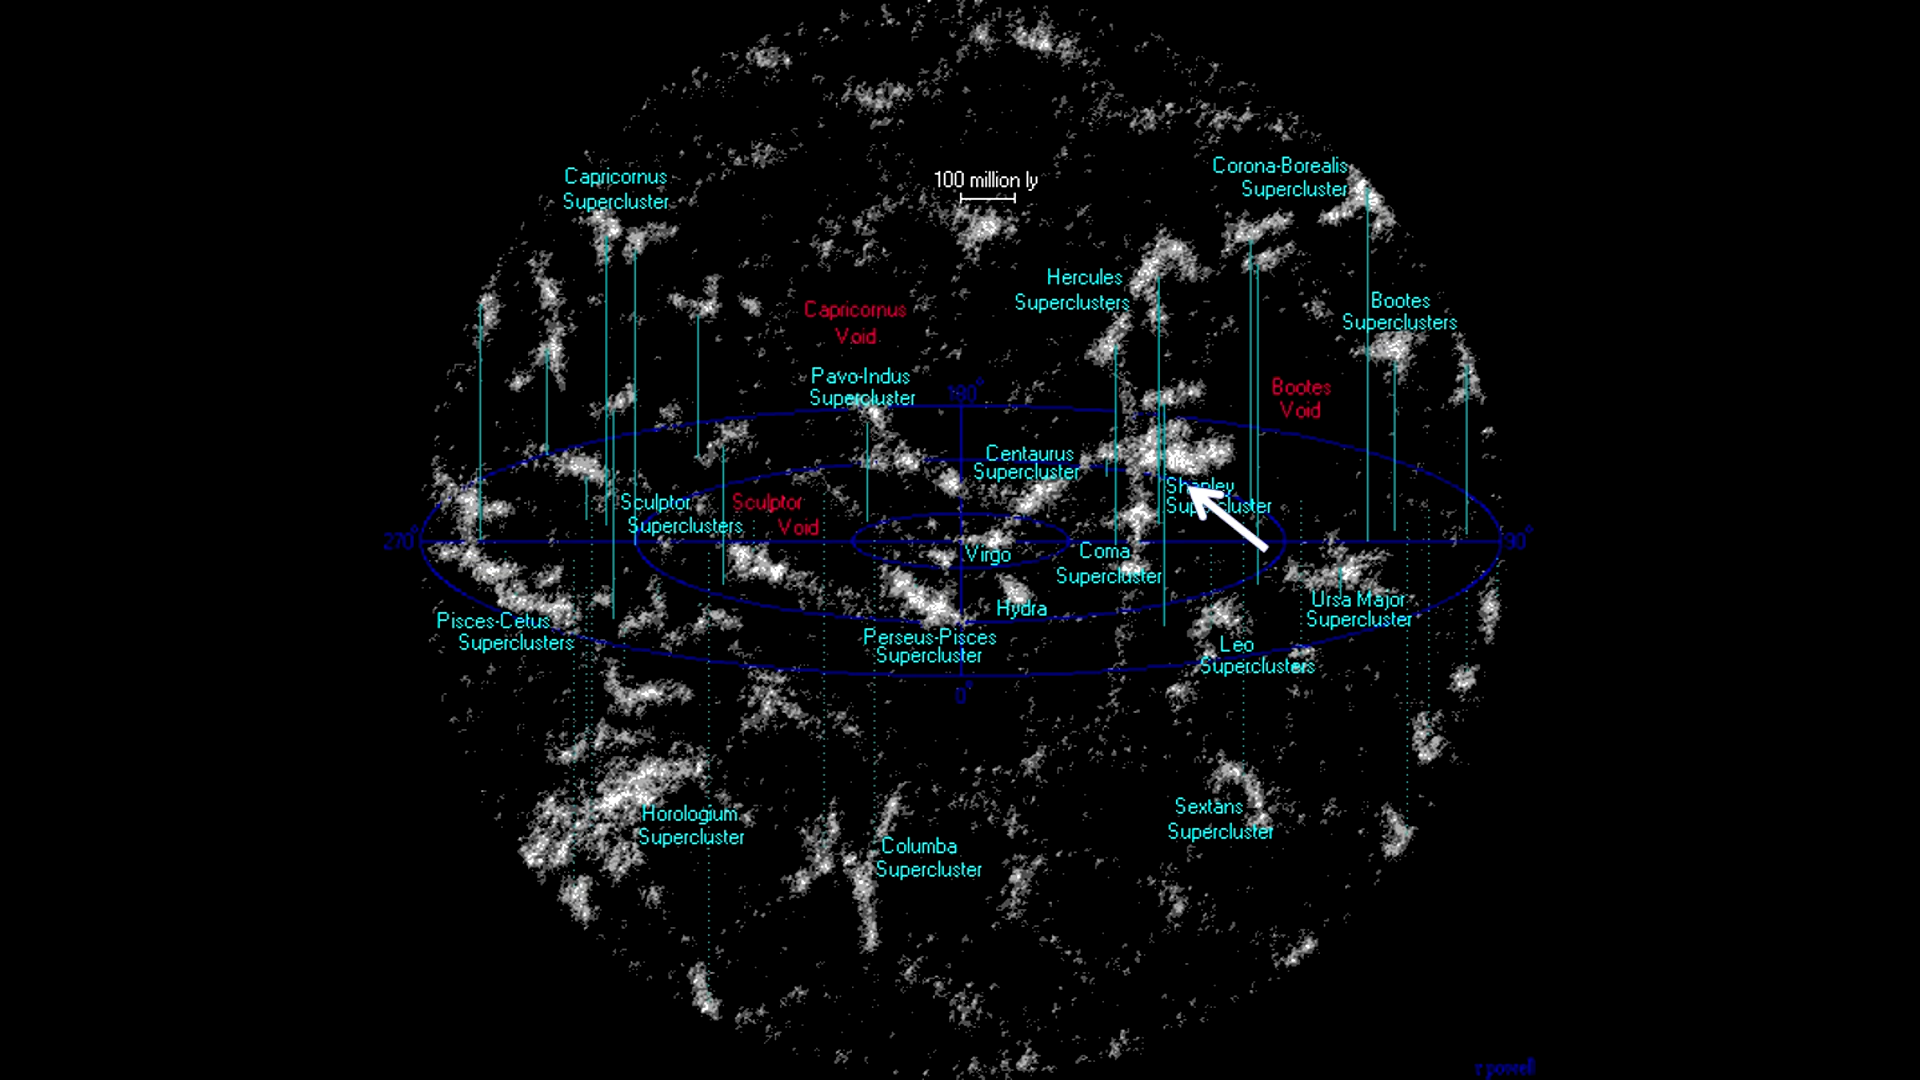 Corona-Borealis
Supercluster
Capricornus
Supercluster
100 million ly
Hercules
Superclusters
Bootes
Superclusters
Capricornus
Void
Pavo-Indus
Supercluster
180°
Bootes
Void
Centaurus
Supercluster
Shapley
Supercluster
Sculptor
Superclusters
Sculptor
Void
270°
90°
Virgo
Coma
Supercluster
Hydra
Ursa Major
Supercluster
Pisces-Cetus
Superclusters
Perseus-Pisces
Supercluster
Leo
Superclusters
0°
Horologium
Supercluster
Columba
Supercluster
Sextans
Supercluster
r powell